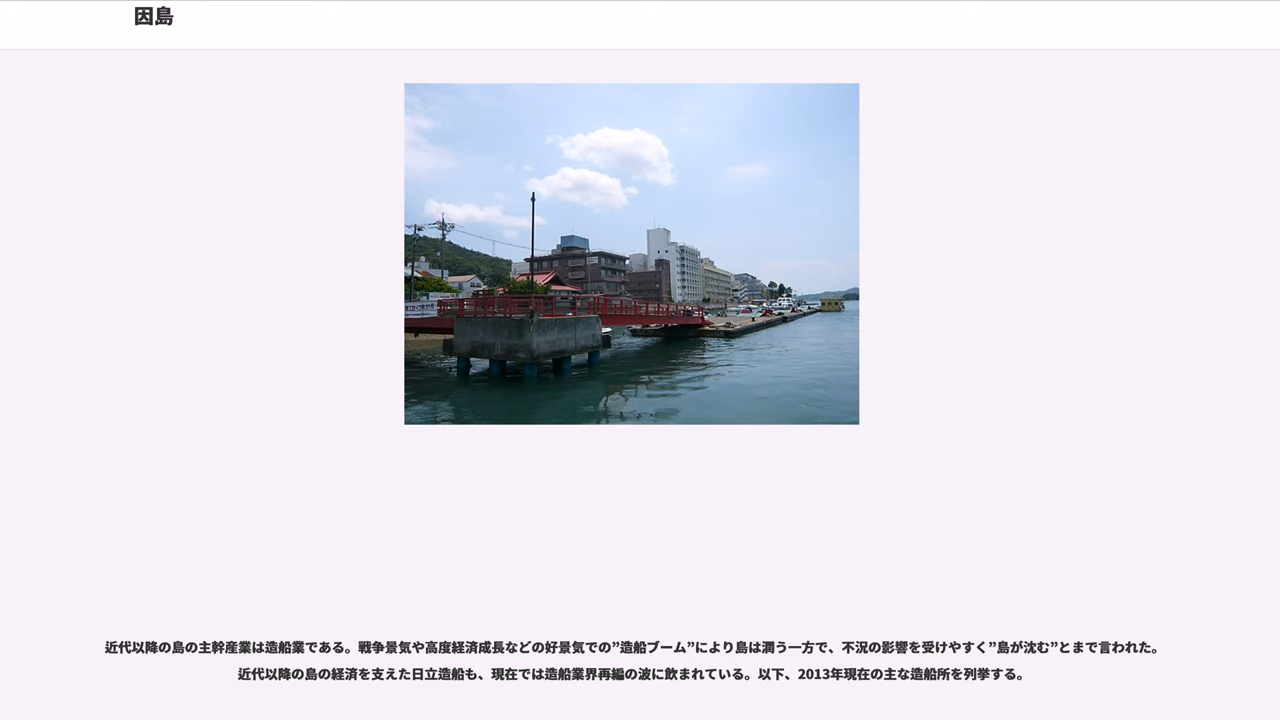 因島
近代以降の島の主幹産業は造船業である。戦争景気や高度経済成長などの好景気での”造船ブーム”により島は潤う一方で、不況の影響を受けやすく”島が沈む”とまで言われた。
近代以降の島の経済を支えた日立造船も、現在では造船業界再編の波に飲まれている。以下、2013年現在の主な造船所を列挙する。